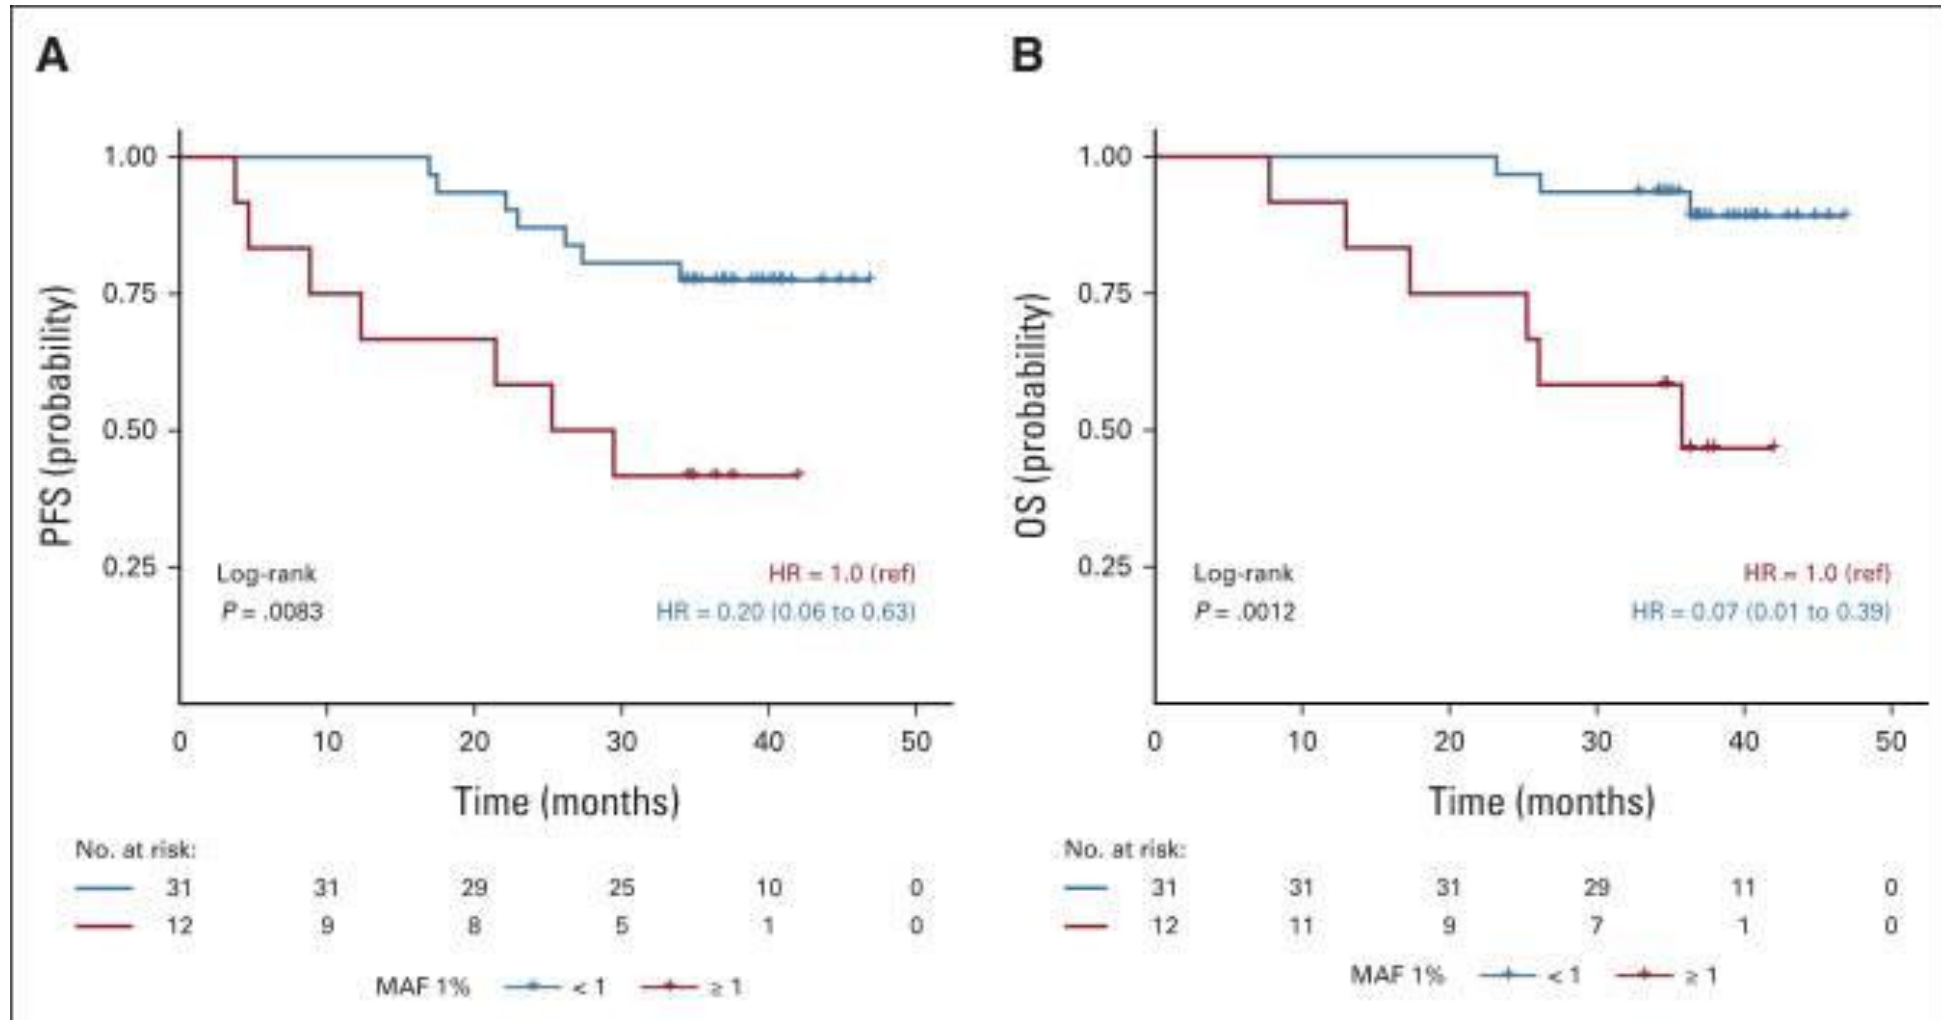 A
PFS (probability)
1.00
0.75
0.50
0.25
Log-rank
P = .0083
HR = 1.0 (ref)
HR = 0.20 (0.06 to 0.63)
0 10 20 30 40 50
Time (months)
No. at risk:
31 31 29 25 10 0
12 9 8 5 1 0
MAF 1% < 1 ≥ 1
B
OS (probability)
1.00
0.75
0.50
0.25
Log-rank
P = .0012
HR = 1.0 (ref)
HR = 0.07 (0.01 to 0.39)
0 10 20 30 40 50
Time (months)
No. at risk:
31 31 31 29 11 0
12 11 9 7 1 0
MAF 1% < 1 ≥ 1